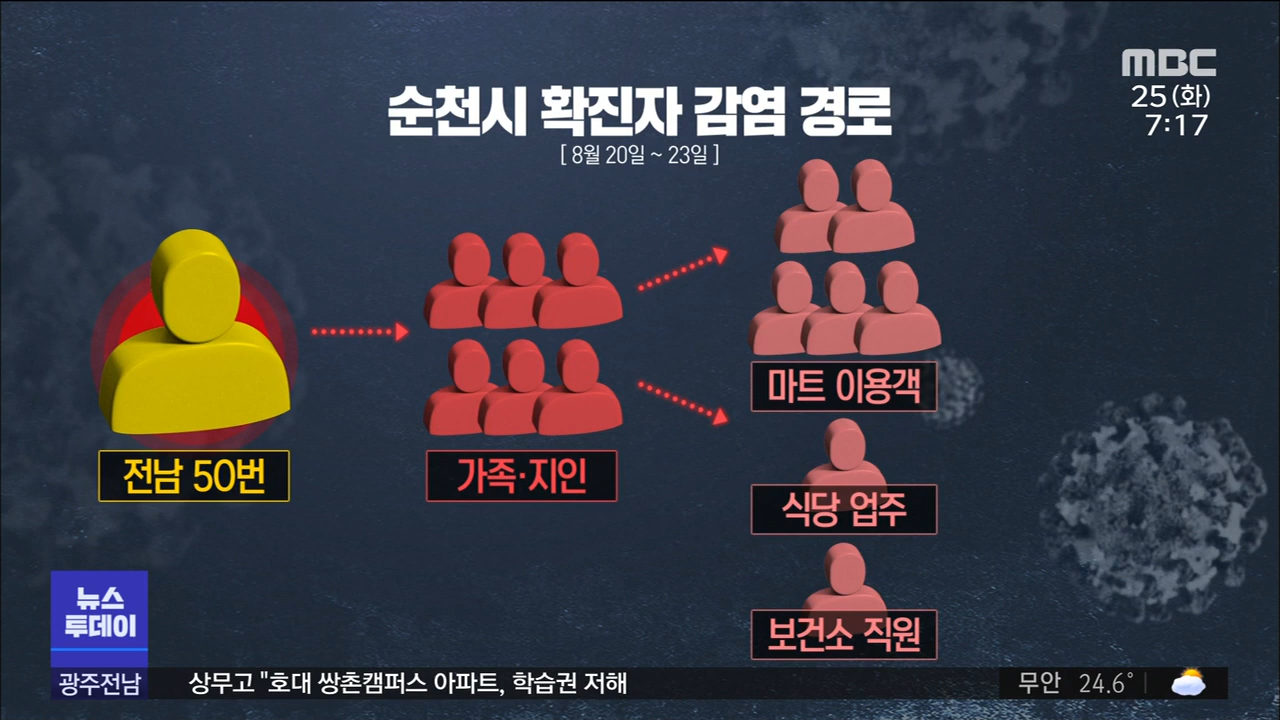 MBC
25(화)
7:17
순천시 확진자 감염 경로
[ 8월 20일 ~ 23일 ]
전남 50번
가족·지인
마트 이용객
식당 업주
보건소 직원
뉴스
투데이
광주전남
상무고 "호대 쌍촌캠퍼스 아파트, 학습권 저해
무안 24.6°